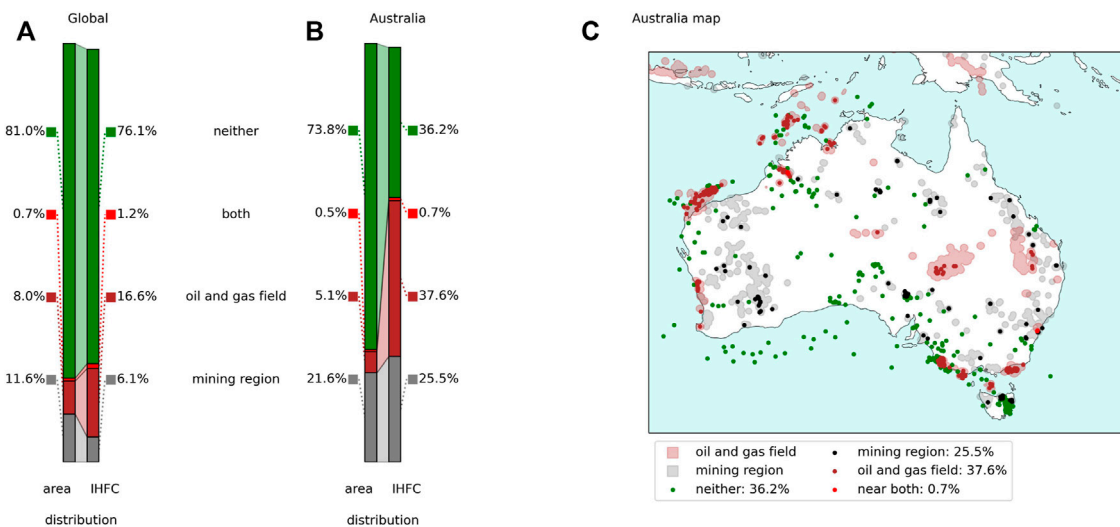 A Global
B Australia
C Australia map
81.0% 76.1% neither 73.8% 36.2%
0.7% 1.2% both 0.5% 0.7%
8.0% 16.6% oil and gas field 5.1% 37.6%
11.6% 6.1% mining region 21.6% 25.5%
area IHFC
distribution
area IHFC
distribution
oil and gas field
mining region
neither: 36.2%
mining region: 25.5%
oil and gas field: 37.6%
near both: 0.7%